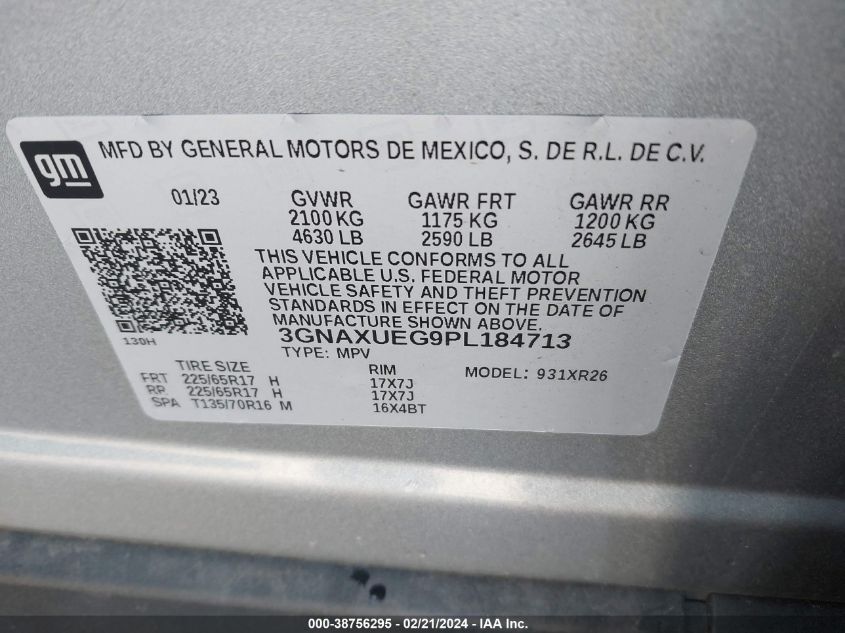 gm
MFD BY GENERAL MOTORS DE MEXICO, S. DE R.L. DE C.V.
01/23 GVWR GAWR FRT GAWR RR
2100 KG 1175 KG 1200 KG
4630 LB 2590 LB 2645 LB
THIS VEHICLE CONFORMS TO ALL
APPLICABLE U.S. FEDERAL MOTOR
VEHICLE SAFETY AND THEFT PREVENTION
STANDARDS IN EFFECT ON THE DATE OF
MANUFACTURE SHOWN ABOVE.
130H
3GNAXUEG9PL184713
TYPE: MPV
TIRE SIZE RIM MODEL: 931XR26
FRT 225/65R17 H 17X7J
RR 225/65R17 H 17X7J
SPA T135/70R16 M 16X4BT
000-38756295 - 02/21/2024 - IAA Inc.